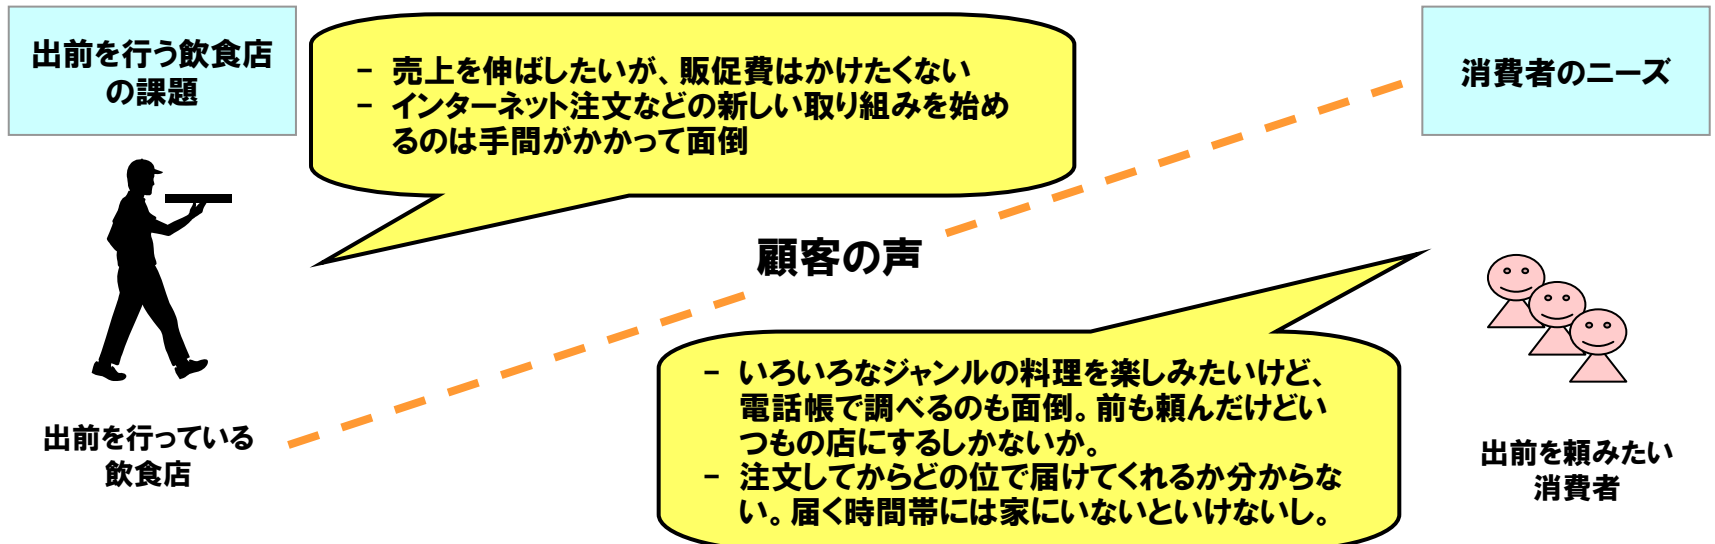 出前を行う飲食店
の課題
－ 売上を伸ばしたいが、販促費はかけたくない
－ インターネット注文などの新しい取り組みを始め
るのは手間がかかって面倒
消費者のニーズ
顧客の声
出前を行っている
飲食店
－ いろいろなジャンルの料理を楽しみたいけど、
電話帳で調べるのも面倒。前も頼んだけどい
つもの店にするしかないか。
－ 注文してからどの位で届けてくれるか分からな
い。届く時間帯には家にいないといけないし。
出前を頼みたい
消費者